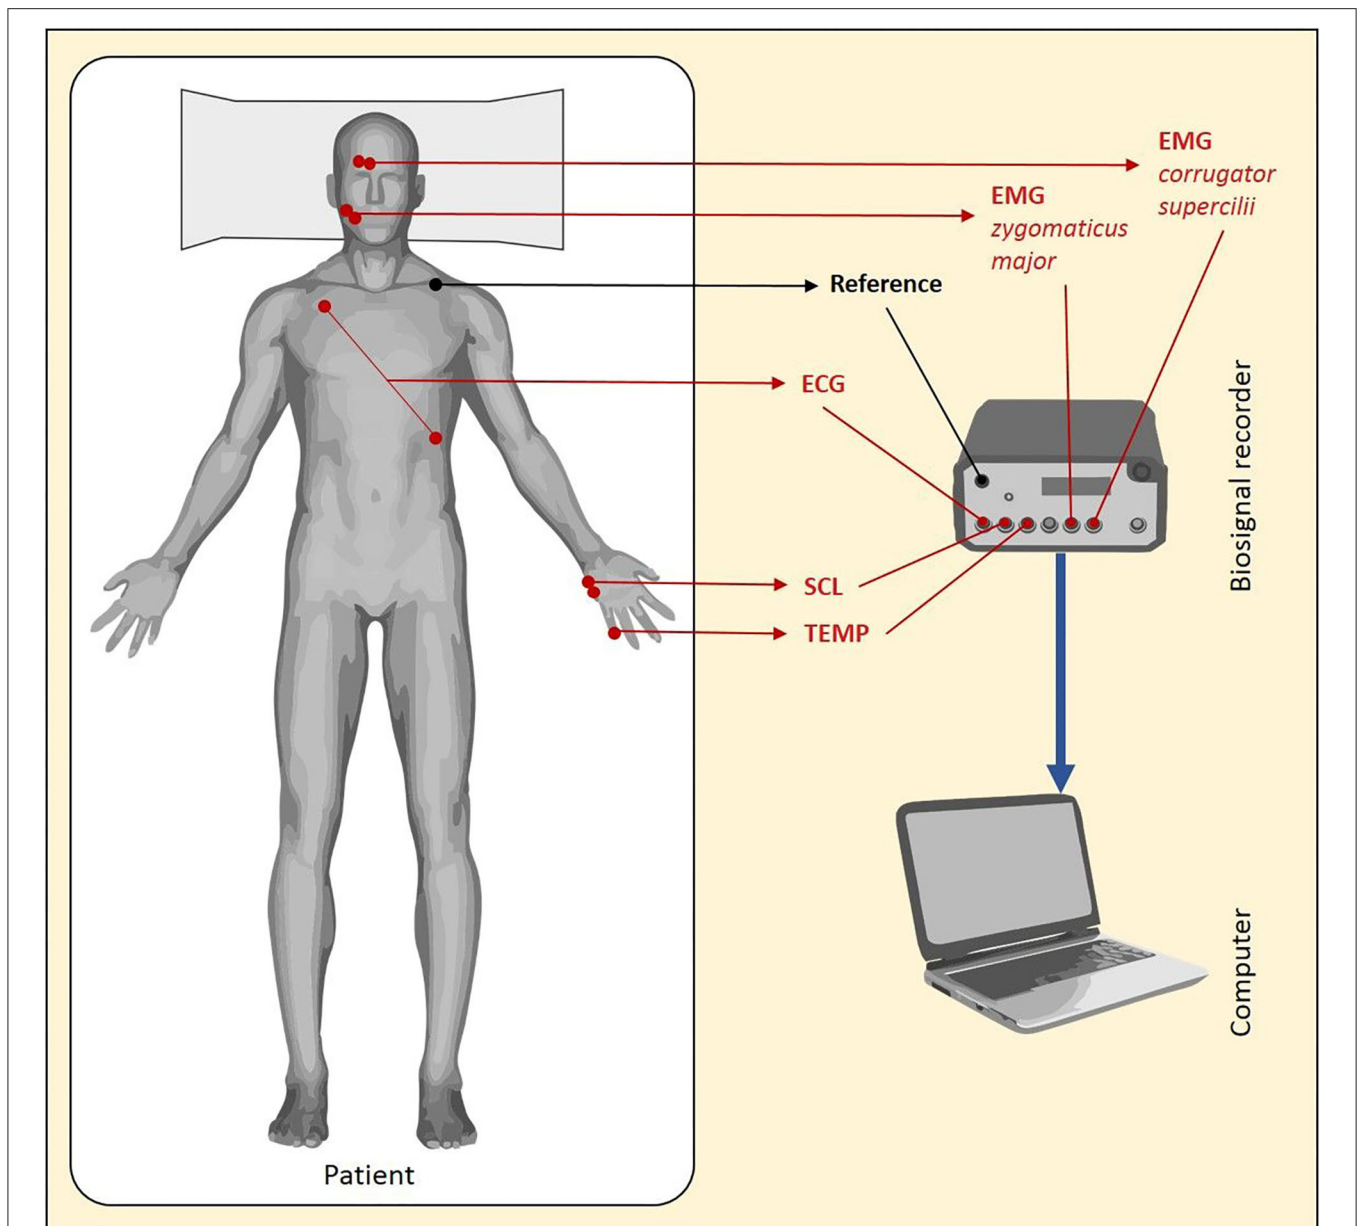 EMG
corrugator
supercilii
EMG
zygomaticus
major
Reference
ECG
SCL
TEMP
Biosignal recorder
Computer
Patient